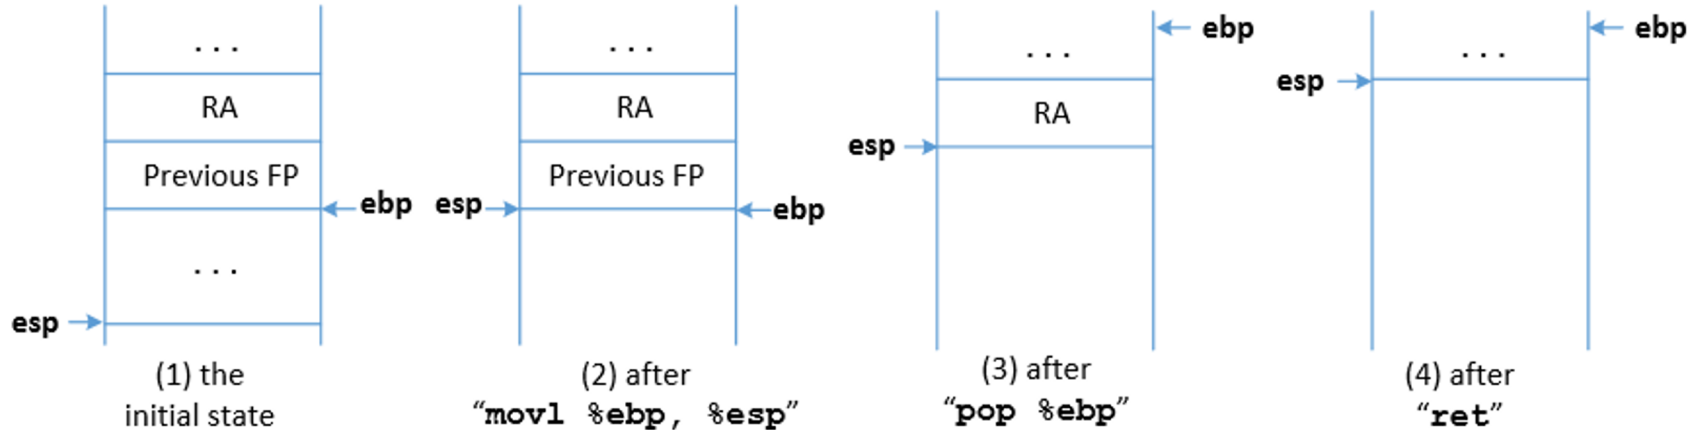 . . .
RA
Previous FP
ebp
. . .
esp
(1) the
initial state
. . .
RA
Previous FP
esp
ebp
(2) after
“movl %ebp, %esp”
ebp
. . .
RA
esp
(3) after
“pop %ebp”
ebp
. . .
esp
(4) after
“ret”